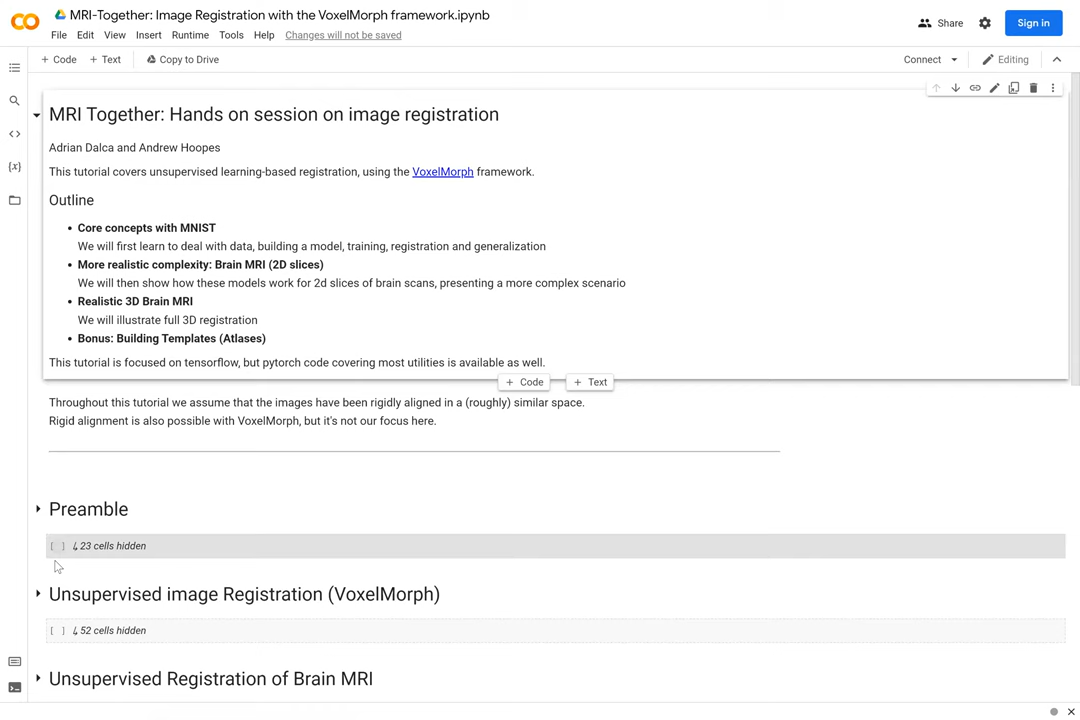 MRI-Together: Image Registration with the VoxelMorph framework.ipynb
File Edit View Insert Runtime Tools Help Changes will not be saved
Share
Sign in
+ Code + Text Copy to Drive
Connect
Editing
MRI Together: Hands on session on image registration
Adrian Dalca and Andrew Hoopes
This tutorial covers unsupervised learning-based registration, using the VoxelMorph framework.
Outline
• Core concepts with MNIST
We will first learn to deal with data, building a model, training, registration and generalization
• More realistic complexity: Brain MRI (2D slices)
We will then show how these models work for 2d slices of brain scans, presenting a more complex scenario
• Realistic 3D Brain MRI
We will illustrate full 3D registration
• Bonus: Building Templates (Atlases)
This tutorial is focused on tensorflow, but pytorch code covering most utilities is available as well.
+ Code + Text
Throughout this tutorial we assume that the images have been rigidly aligned in a (roughly) similar space.
Rigid alignment is also possible with VoxelMorph, but it's not our focus here.
Preamble
[ ] ↳ 23 cells hidden
Unsupervised image Registration (VoxelMorph)
[ ] ↳ 52 cells hidden
Unsupervised Registration of Brain MRI